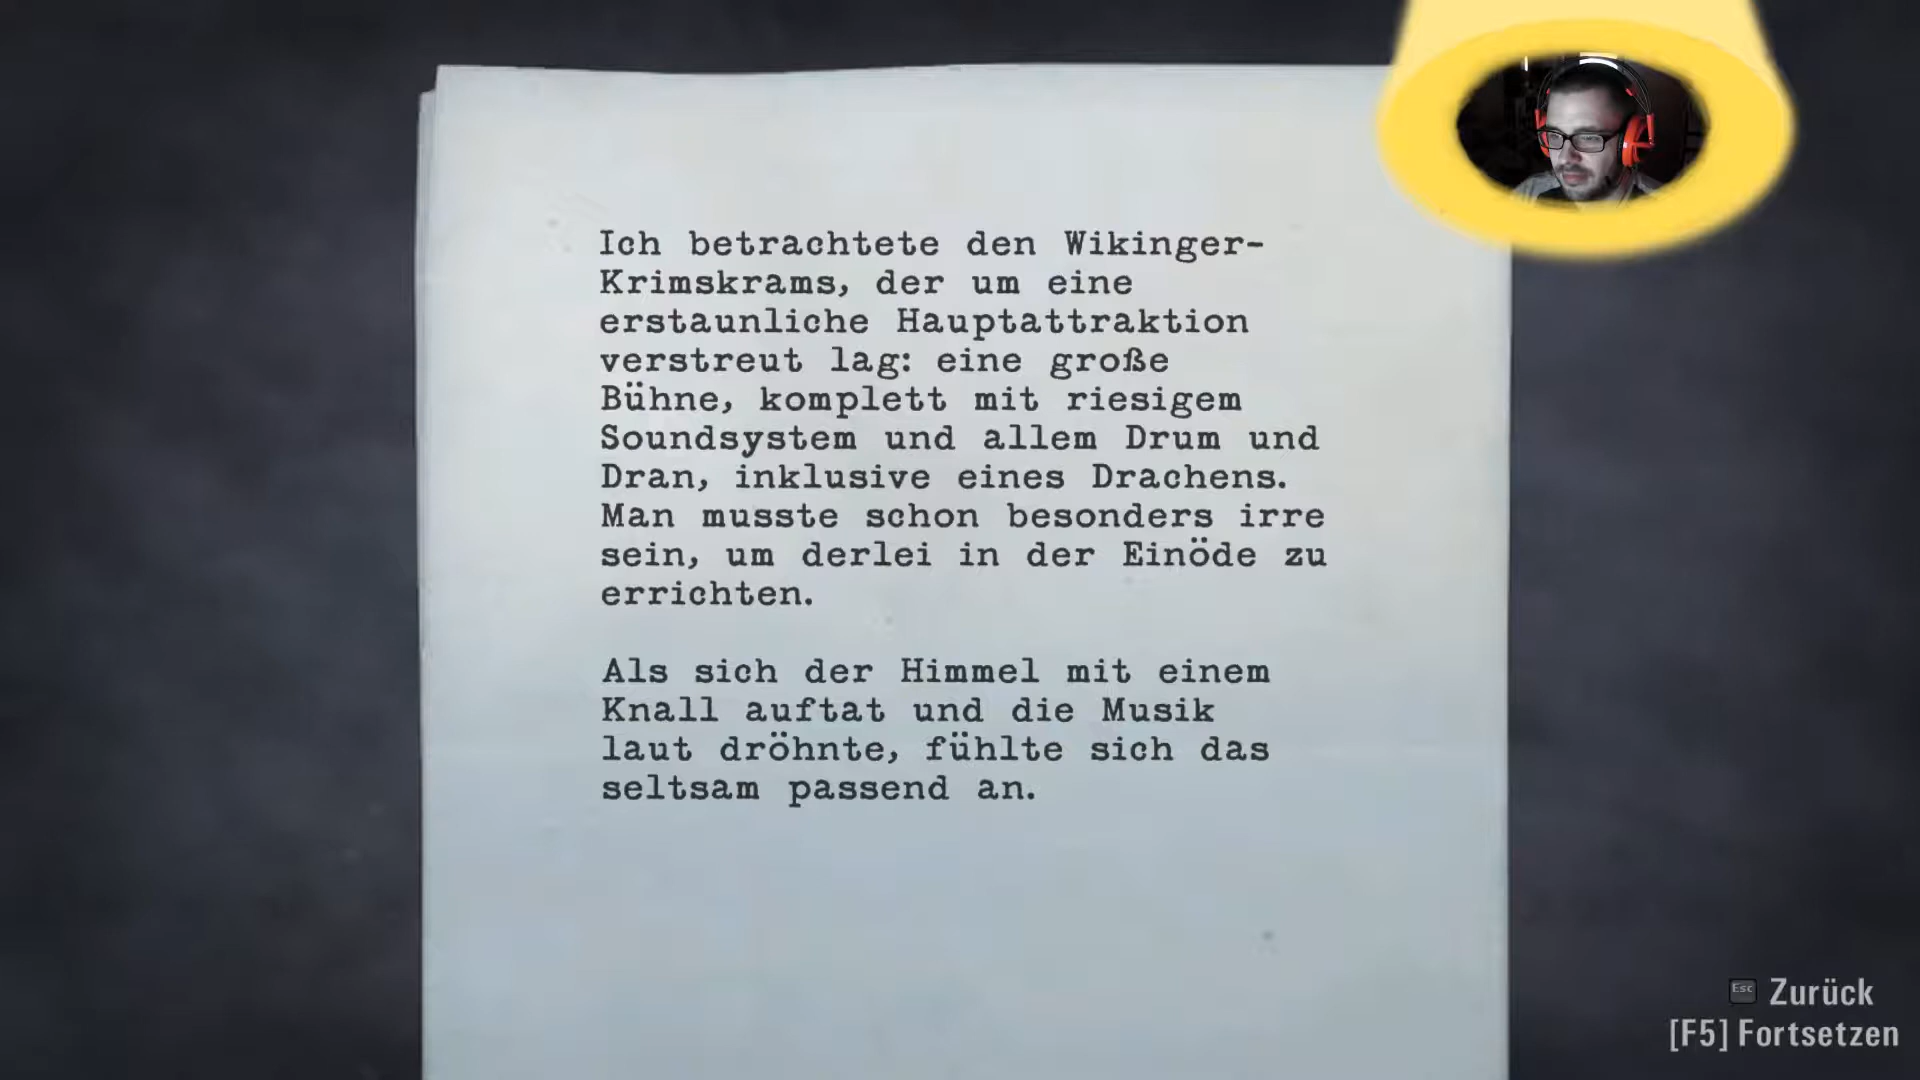 Ich betrachtete den Wikinger-
Krimskrams, der um eine
erstaunliche Hauptattraktion
verstreut lag: eine große
Bühne, komplett mit riesigem
Soundsystem und allem Drum und
Dran, inklusive eines Drachens.
Man musste schon besonders irre
sein, um derlei in der Einöde zu
errichten.
Als sich der Himmel mit einem
Knall auftat und die Musik
laut dröhnte, fühlte sich das
seltsam passend an.
Esc Zurück
[F5] Fortsetzen